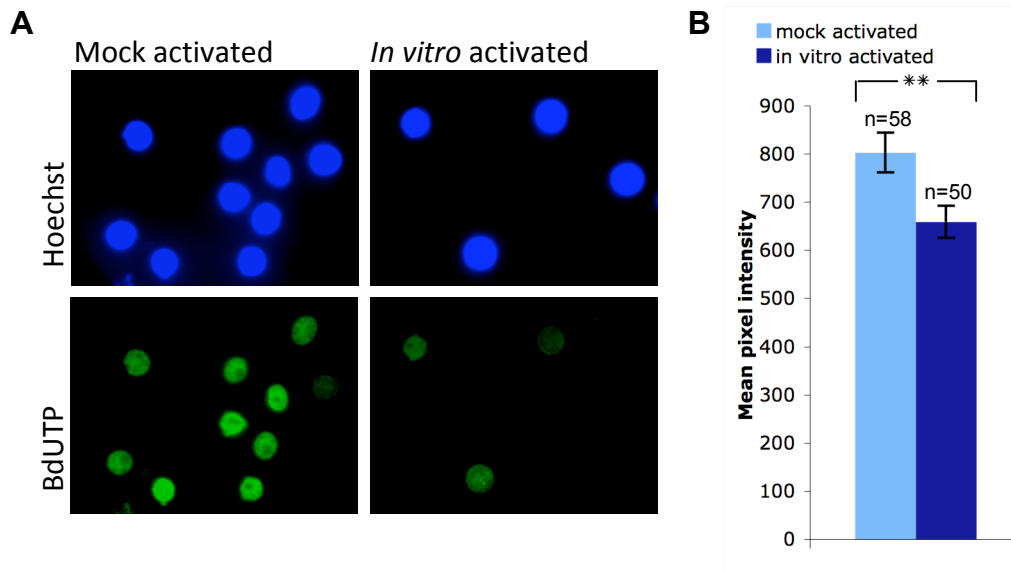 A
Mock activated
In vitro activated
Hoechst
BdUTP
B
mock activated
in vitro activated
**
n=58
n=50
Mean pixel intensity
900
800
700
600
500
400
300
200
100
0